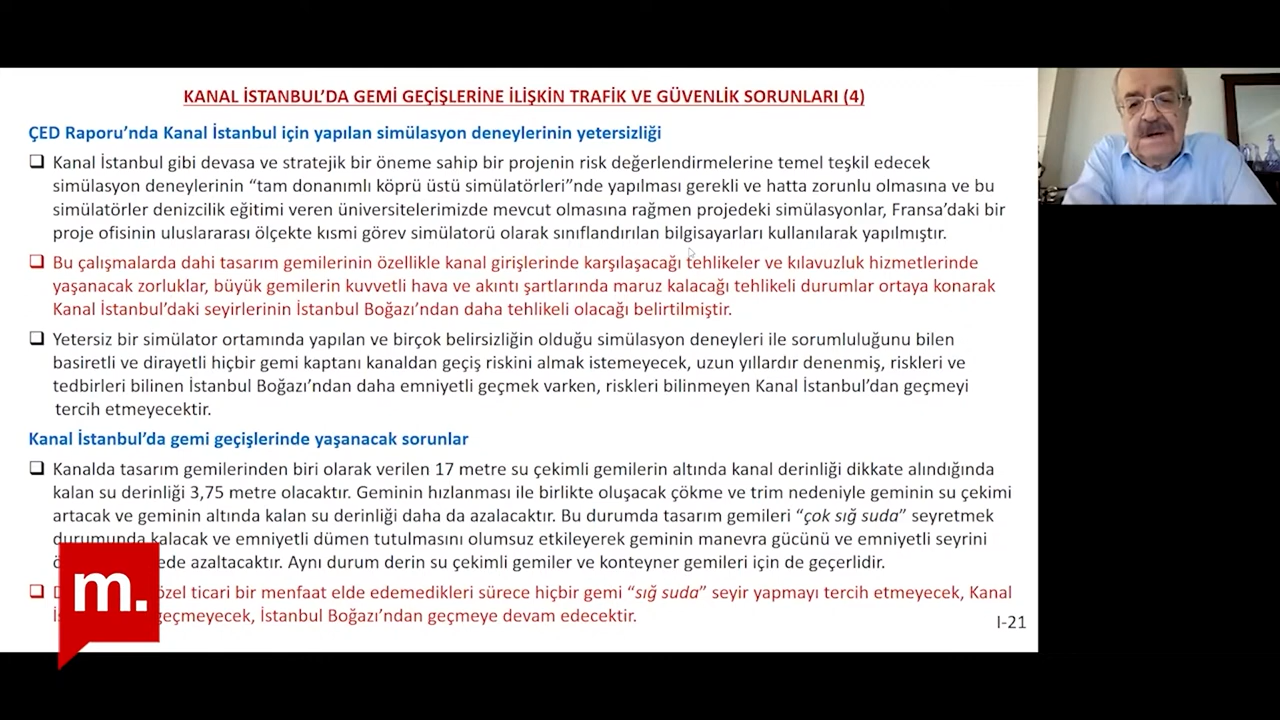 KANAL İSTANBUL'DA GEMİ GEÇİŞLERİNE İLİŞKİN TRAFİK VE GÜVENLİK SORUNLARI (4)
ÇED Raporu'nda Kanal İstanbul için yapılan simülasyon deneylerinin yetersizliği
Kanal İstanbul gibi devasa ve stratejik bir öneme sahip bir projenin risk değerlendirmelerine temel teşkil edecek
simülasyon deneylerinin "tam donanımlı köprü üstü simülatörleri"nde yapılması gerekli ve hatta zorunlu olmasına ve bu
simülatörler denizcilik eğitimi veren üniversitelerimizde mevcut olmasına rağmen projedeki simülasyonlar, Fransa'daki bir
proje ofisinin uluslararası ölçekte kısmi görev simülatorü olarak sınıflandırılan bilgisayarları kullanılarak yapılmıştır.
Bu çalışmalarda dahi tasarım gemilerinin özellikle kanal girişlerinde karşılaşacağı tehlikeler ve kılavuzluk hizmetlerinde
yaşanacak zorluklar, büyük gemilerin kuvvetli hava ve akıntı şartlarında maruz kalacağı tehlikeli durumlar ortaya konarak
Kanal İstanbul'daki seyirlerinin İstanbul Boğazı'ndan daha tehlikeli olacağı belirtilmiştir.
Yetersiz bir simülator ortamında yapılan ve birçok belirsizliğin olduğu simülasyon deneyleri ile sorumluluğunu bilen
basiretli ve dirayetli hiçbir gemi kaptanı kanaldan geçiş riskini almak istemeyecek, uzun yıllardır denenmiş, riskleri ve
tedbirleri bilinen İstanbul Boğazı'ndan daha emniyetli geçmek varken, riskleri bilinmeyen Kanal İstanbul'dan geçmeyi
tercih etmeyecektir.
Kanal İstanbul'da gemi geçişlerinde yaşanacak sorunlar
Kanalda tasarım gemilerinden biri olarak verilen 17 metre su çekimli gemilerin altında kanal derinliği dikkate alındığında
kalan su derinliği 3,75 metre olacaktır. Geminin hızlanması ile birlikte oluşacak çökme ve trim nedeniyle geminin su çekimi
artacak ve geminin altında kalan su derinliği daha da azalacaktır. Bu durumda tasarım gemileri "çok sığ suda" seyretmek
durumunda kalacak ve emniyetli dümen tutulmasını olumsuz etkileyerek geminin manevra gücünü ve emniyetli seyrini
azaltacaktır. Aynı durum derin su çekimli gemiler ve konteyner gemileri için de geçerlidir.
özel ticari bir menfaat elde edemedikleri sürece hiçbir gemi "sığ suda" seyir yapmayı tercih etmeyecek, Kanal
geçmeyecek, İstanbul Boğazı'ndan geçmeye devam edecektir.
I-21
m.